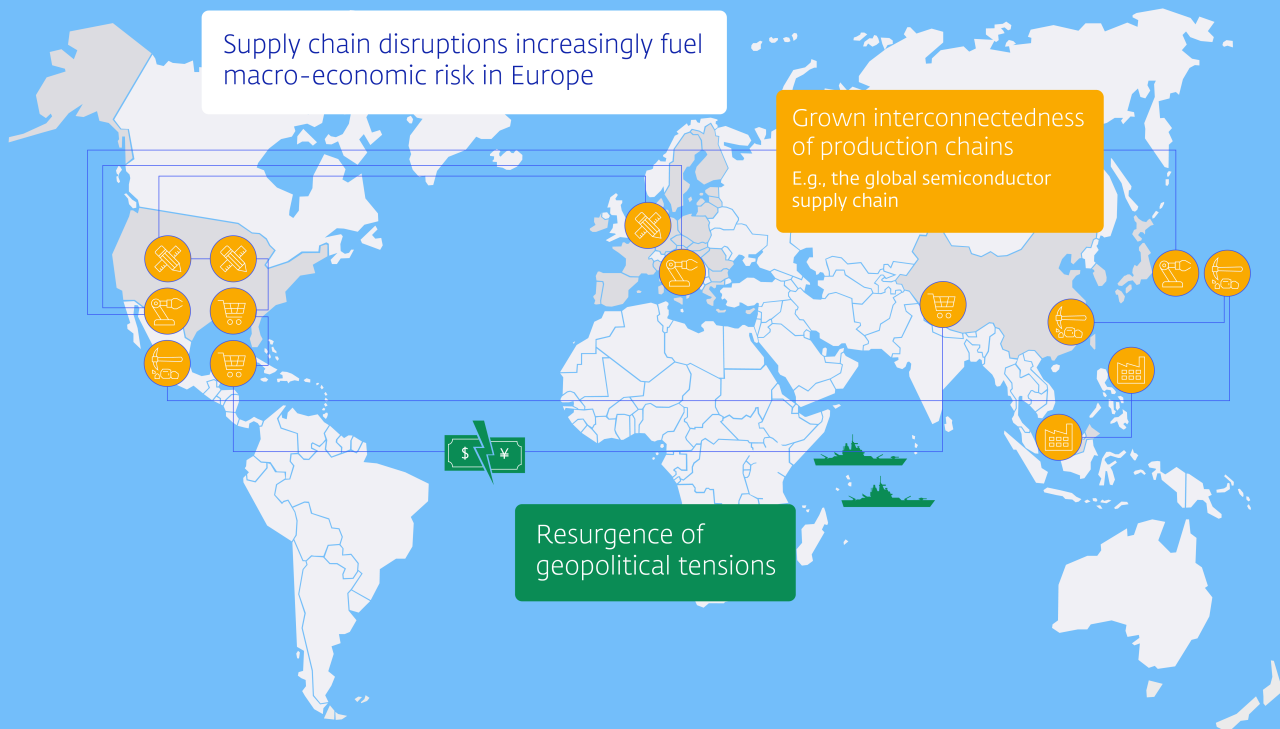 Supply chain disruptions increasingly fuel
macro-economic risk in Europe
Grown interconnectedness
of production chains
E.g., the global semiconductor
supply chain
$ ¥
Resurgence of
geopolitical tensions